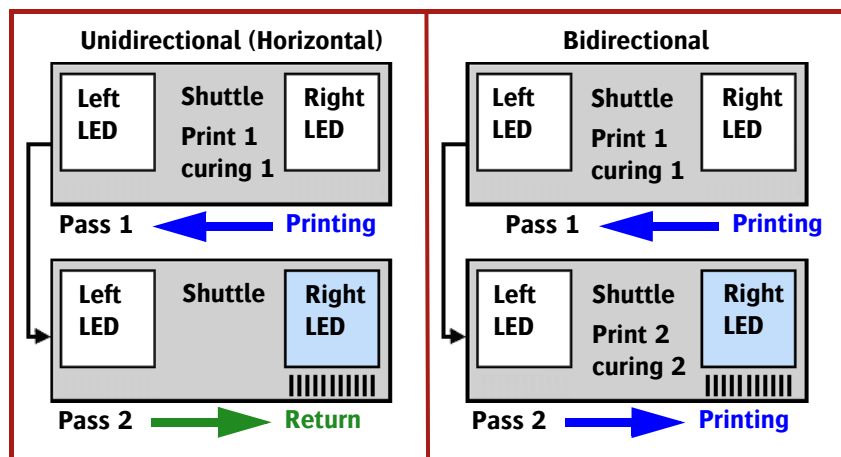 Unidirectional (Horizontal)
Left
LED
Shuttle
Print 1
curing 1
Right
LED
Pass 1
Printing
Left
LED
Shuttle
Right
LED
Pass 2
Return
Bidirectional
Left
LED
Shuttle
Print 1
curing 1
Right
LED
Pass 1
Printing
Left
LED
Shuttle
Print 2
curing 2
Right
LED
Pass 2
Printing